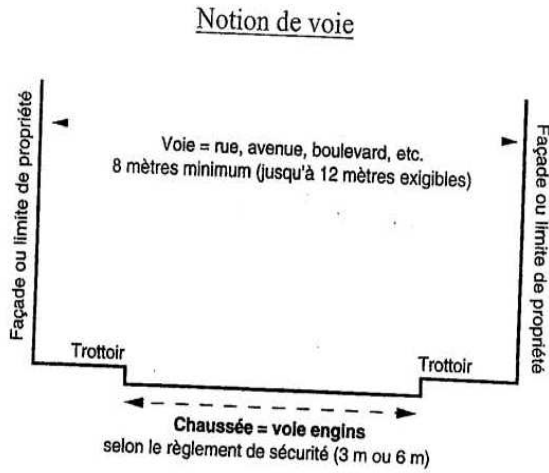 Notion de voie
Façade ou limite de propriété
Voie = rue, avenue, boulevard, etc.
8 mètres minimum (jusqu'à 12 mètres exigibles)
Façade ou limite de propriété
Trottoir
Trottoir
Chaussée = voie engins
selon le règlement de sécurité (3 m ou 6 m)